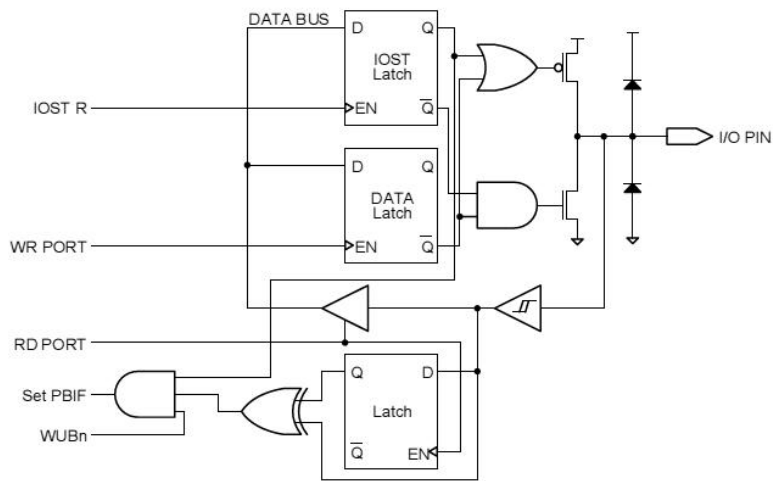 DATA BUS
D
Q
IOST
Latch
IOST R
EN
Q̅
I/O PIN
D
Q
DATA
Latch
WR PORT
EN
Q̅
RD PORT
Q
D
Set PBIF
Latch
WUBn
Q̅
EN